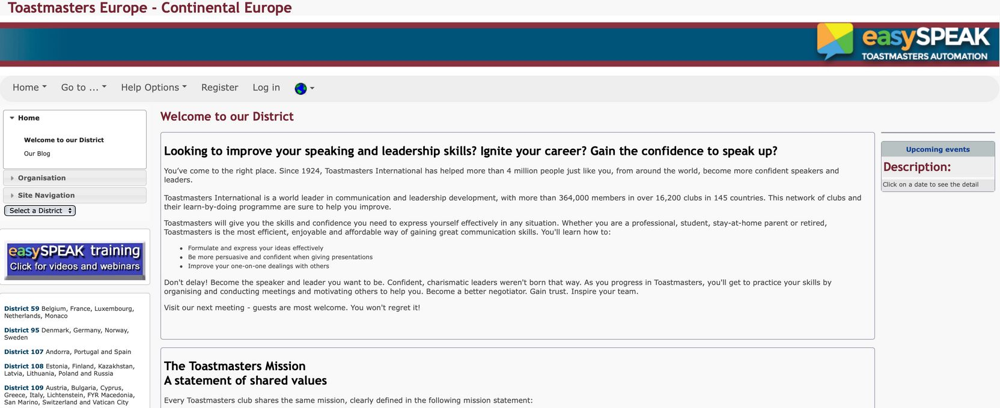 Toastmasters Europe - Continental Europe
easySPEAK
TOASTMASTERS AUTOMATION
Home
Go to ...
Help Options
Register
Log in
Home
Welcome to our District
Our Blog
Organisation
Site Navigation
Select a District
easySPEAK training
Click for videos and webinars
District 59 Belgium, France, Luxembourg,
Netherlands, Monaco
District 95 Denmark, Germany, Norway,
Sweden
District 107 Andorra, Portugal and Spain
District 108 Estonia, Finland, Kazakhstan,
Latvia, Lithuania, Poland and Russia
District 109 Austria, Bulgaria, Cyprus,
Greece, Italy, Lichtenstein, FYR Macedonia,
San Marino, Switzerland and Vatican City
Welcome to our District
Looking to improve your speaking and leadership skills? Ignite your career? Gain the confidence to speak up?
You’ve come to the right place. Since 1924, Toastmasters International has helped more than 4 million people just like you, from around the world, become more confident speakers and
leaders.
Toastmasters International is a world leader in communication and leadership development, with more than 364,000 members in over 16,200 clubs in 145 countries. This network of clubs and
their learn-by-doing programme are sure to help you improve.
Toastmasters will give you the skills and confidence you need to express yourself effectively in any situation. Whether you are a professional, student, stay-at-home parent or retired,
Toastmasters is the most efficient, enjoyable and affordable way of gaining great communication skills. You'll learn how to:
• Formulate and express your ideas effectively
• Be more persuasive and confident when giving presentations
• Improve your one-on-one dealings with others
Don't delay! Become the speaker and leader you want to be. Confident, charismatic leaders weren't born that way. As you progress in Toastmasters, you'll get to practice your skills by
organising and conducting meetings and motivating others to help you. Become a better negotiator. Gain trust. Inspire your team.
Visit our next meeting - guests are most welcome. You won't regret it!
The Toastmasters Mission
A statement of shared values
Every Toastmasters club shares the same mission, clearly defined in the following mission statement:
Upcoming events
Description:
Click on a date to see the detail